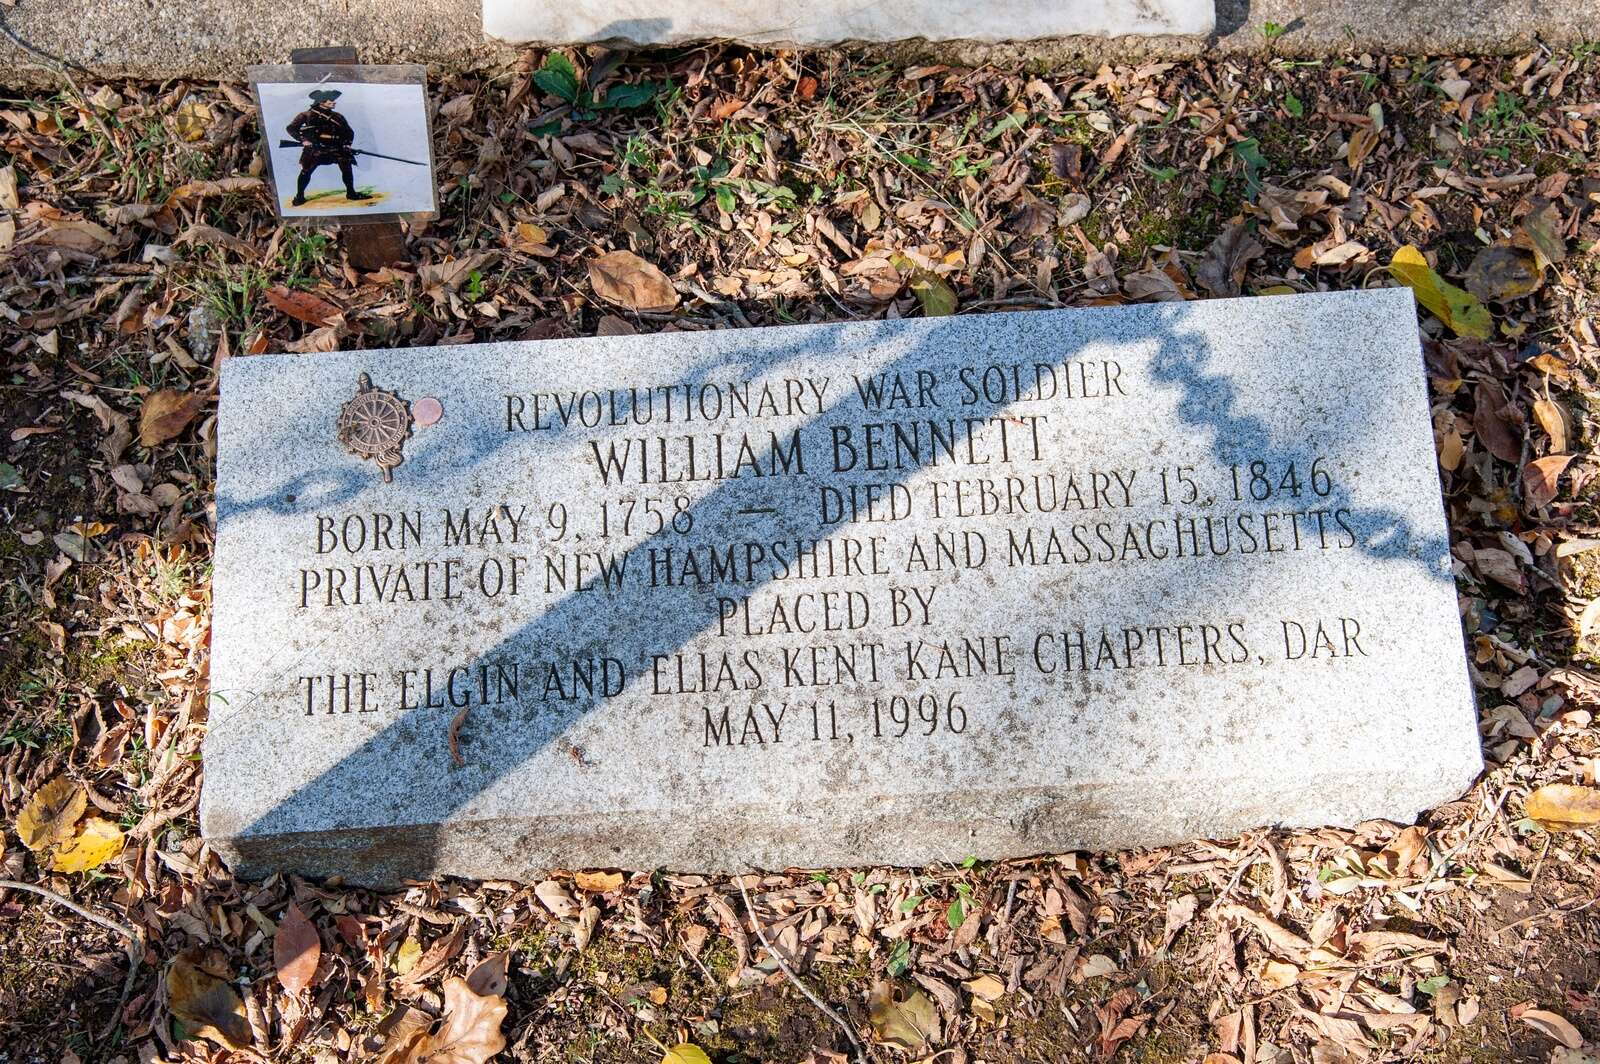 REVOLUTIONARY WAR SOLDIER
WILLIAM BENNETT
BORN MAY 9, 1758 — DIED FEBRUARY 15, 1846
PRIVATE OF NEW HAMPSHIRE AND MASSACHUSETTS
PLACED BY
THE ELGIN AND ELIAS KENT KANE CHAPTERS, DAR
MAY 11, 1996